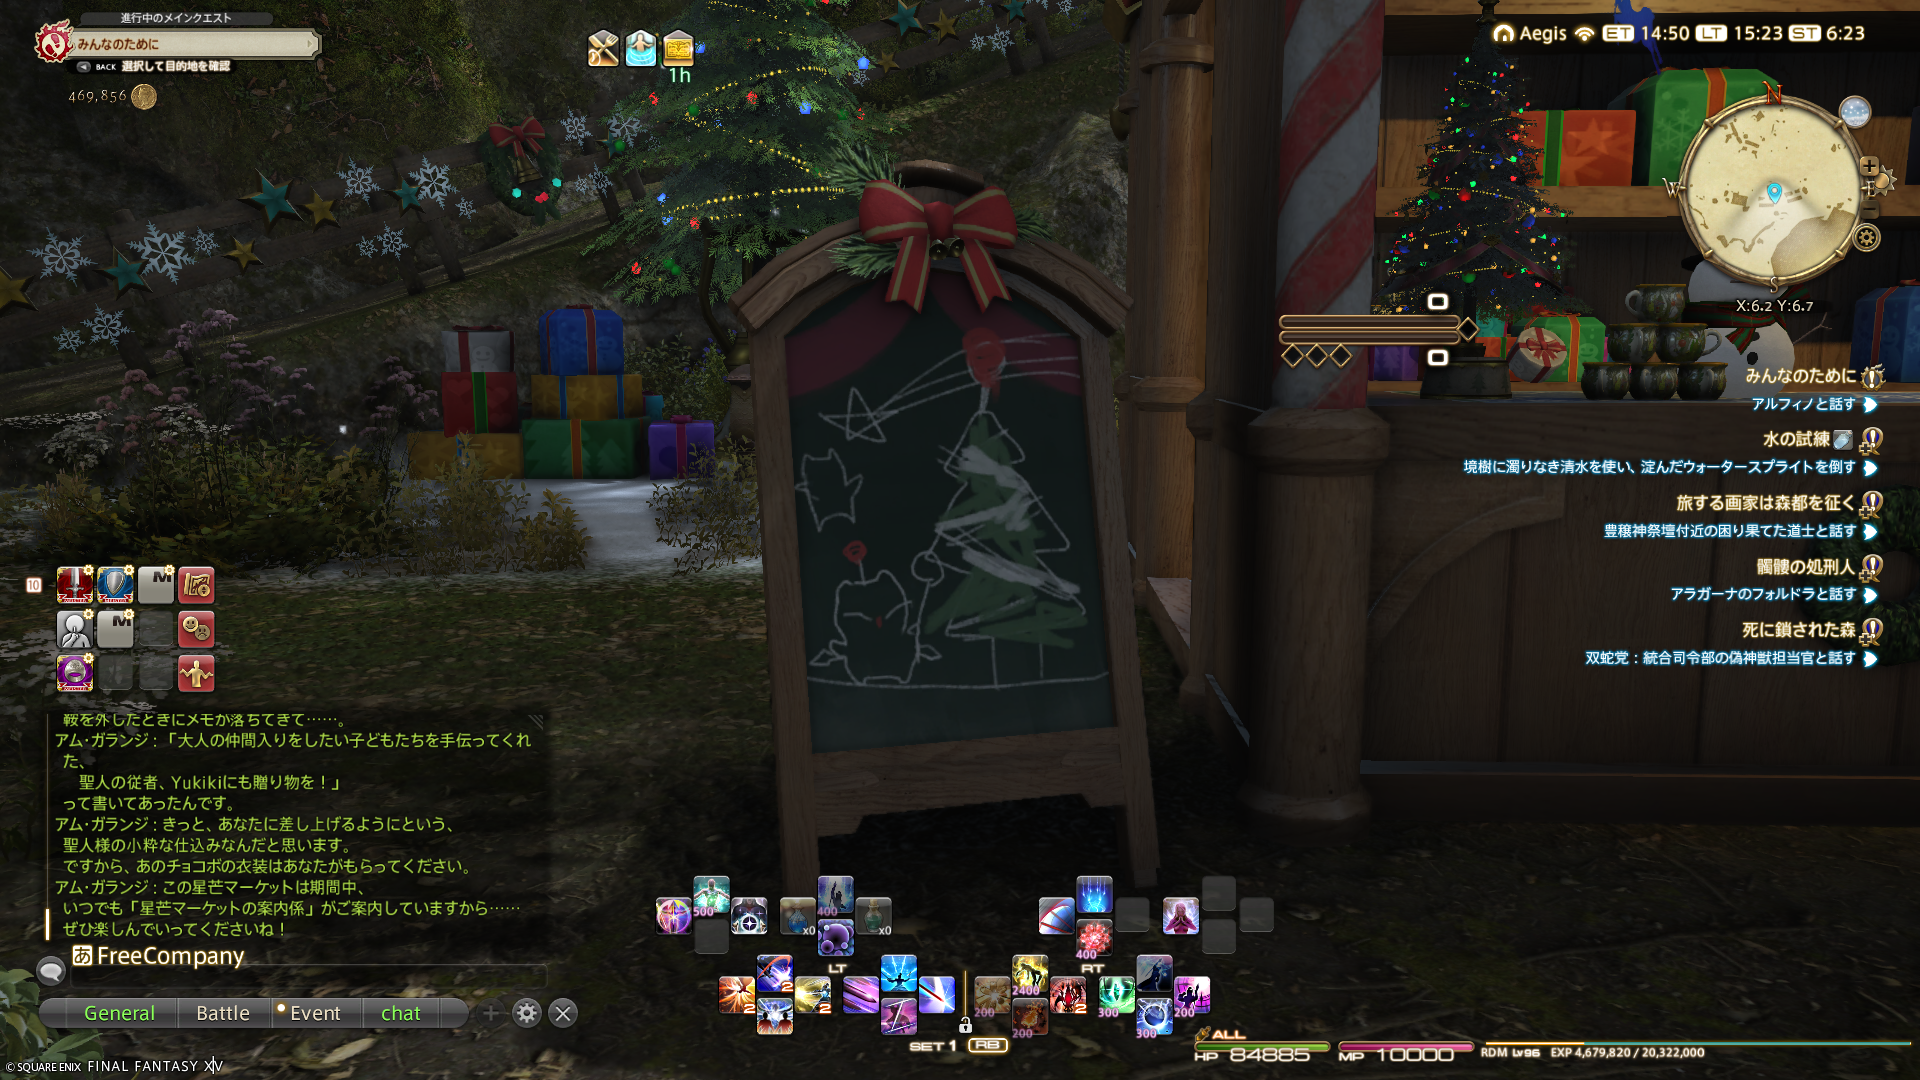 進行中のメインクエスト
みんなのために
BACK 選択して目的地を確認
469,856
1h
Aegis ET 14:50 LT 15:23 ST 6:23
N
W
E
S
X:6.2 Y:6.7
みんなのために
アルフィノと話す
水の試練
境樹に濁りなき清水を使い、淀んだウォータースプライトを倒す
旅する画家は森都を征く
豊穣神祭壇付近の困り果てた道士と話す
髑髏の処刑人
アラガーナのフォルドラと話す
死に鎖された森
双蛇党：統合司令部の偽神獣担当官と話す
10
M
M
鞍を外したときにメモが落ちてきて……。
アム・ガランジ：「大人の仲間入りをしたい子どもたちを手伝ってくれ
た、
聖人の従者、Yukikiにも贈り物を！」
って書いてあったんです。
アム・ガランジ：きっと、あなたに差し上げるようにという、
聖人様の小粋な仕込みなんだと思います。
ですから、あのチョコボの衣装はあなたがもらってください。
アム・ガランジ：この星芒マーケットは期間中、
いつでも「星芒マーケットの案内係」がご案内していますから……
ぜひ楽しんでいってくださいね！
あ FreeCompany
General Battle Event chat
500
400
x0
x0
400
LT
RT
2
2
2
200
2400
200
2
300
300
200
SET 1 RB
ALL
HP 84885
MP 10000
RDM Lv96 EXP 4,679,820 / 20,322,000
© SQUARE ENIX FINAL FANTASY XIV